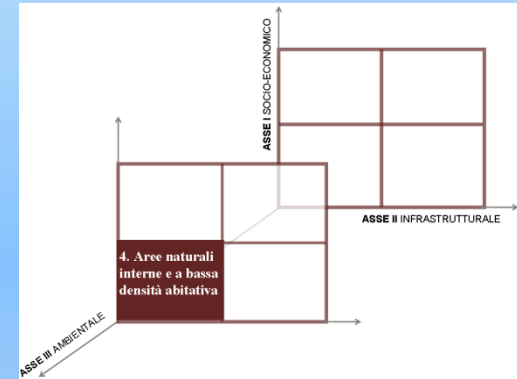 ASSE I SOCIO-ECONOMICO
ASSE II INFRASTRUTTURALE
4. Aree naturali
interne e a bassa
densità abitativa
ASSE III AMBIENTALE